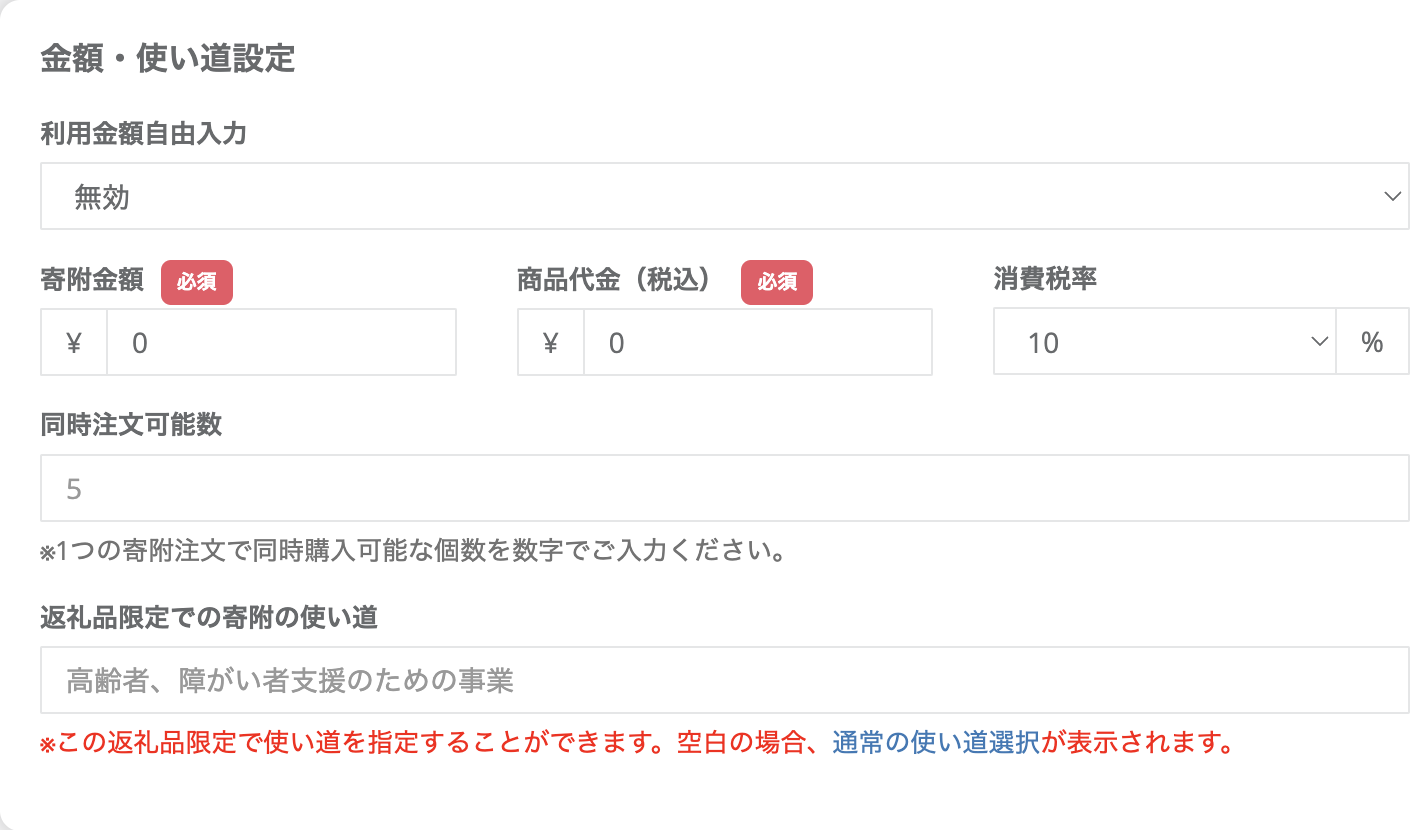 金額・使い道設定
利用金額自由入力
無効
寄附金額 必須 商品代金（税込） 必須 消費税率
¥ 0 ¥ 0 10 %
同時注文可能数
5
※1つの寄附注文で同時購入可能な個数を数字でご入力ください。
返礼品限定での寄附の使い道
高齢者、障がい者支援のための事業
※この返礼品限定で使い道を指定することができます。空白の場合、通常の使い道選択が表示されます。